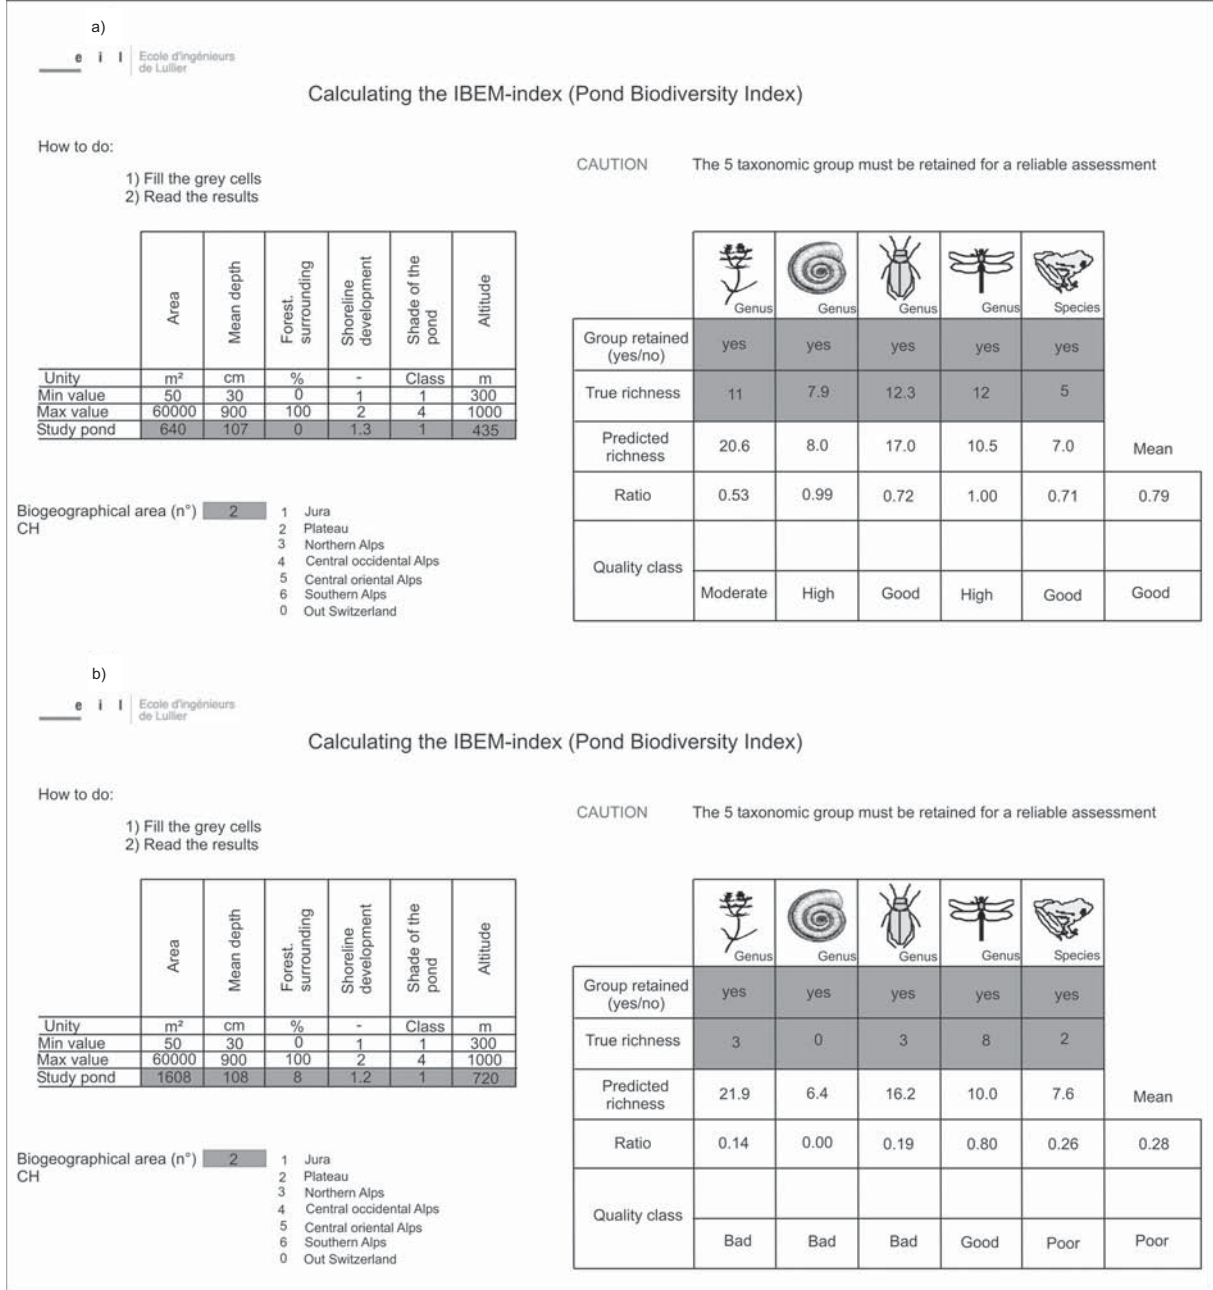 a)
e i l Ecole d'ingénieurs
de Lullier
Calculating the IBEM-index (Pond Biodiversity Index)
How to do:
1) Fill the grey cells
2) Read the results
CAUTION The 5 taxonomic group must be retained for a reliable assessment
Area Mean depth Forest. surrounding Shoreline development Shade of the pond Altitude
Unity m² cm % - Class m
Min value 50 30 0 1 1 300
Max value 60000 900 100 2 4 1000
Study pond 640 107 0 1.3 1 435
Biogeographical area (n°) 2
CH
1 Jura
2 Plateau
3 Northern Alps
4 Central occidental Alps
5 Central oriental Alps
6 Southern Alps
0 Out Switzerland
Genus Genus Genus Genus Species
Group retained (yes/no) yes yes yes yes yes
True richness 11 7.9 12.3 12 5
Predicted richness 20.6 8.0 17.0 10.5 7.0 Mean
Ratio 0.53 0.99 0.72 1.00 0.71 0.79
Quality class
Moderate High Good High Good Good
b)
e i l Ecole d'ingénieurs
de Lullier
Calculating the IBEM-index (Pond Biodiversity Index)
How to do:
1) Fill the grey cells
2) Read the results
CAUTION The 5 taxonomic group must be retained for a reliable assessment
Area Mean depth Forest. surrounding Shoreline development Shade of the pond Altitude
Unity m² cm % - Class m
Min value 50 30 0 1 1 300
Max value 60000 900 100 2 4 1000
Study pond 1608 108 8 1.2 1 720
Biogeographical area (n°) 2
CH
1 Jura
2 Plateau
3 Northern Alps
4 Central occidental Alps
5 Central oriental Alps
6 Southern Alps
0 Out Switzerland
Genus Genus Genus Genus Species
Group retained (yes/no) yes yes yes yes yes
True richness 3 0 3 8 2
Predicted richness 21.9 6.4 16.2 10.0 7.6 Mean
Ratio 0.14 0.00 0.19 0.80 0.26 0.28
Quality class
Bad Bad Bad Good Poor Poor